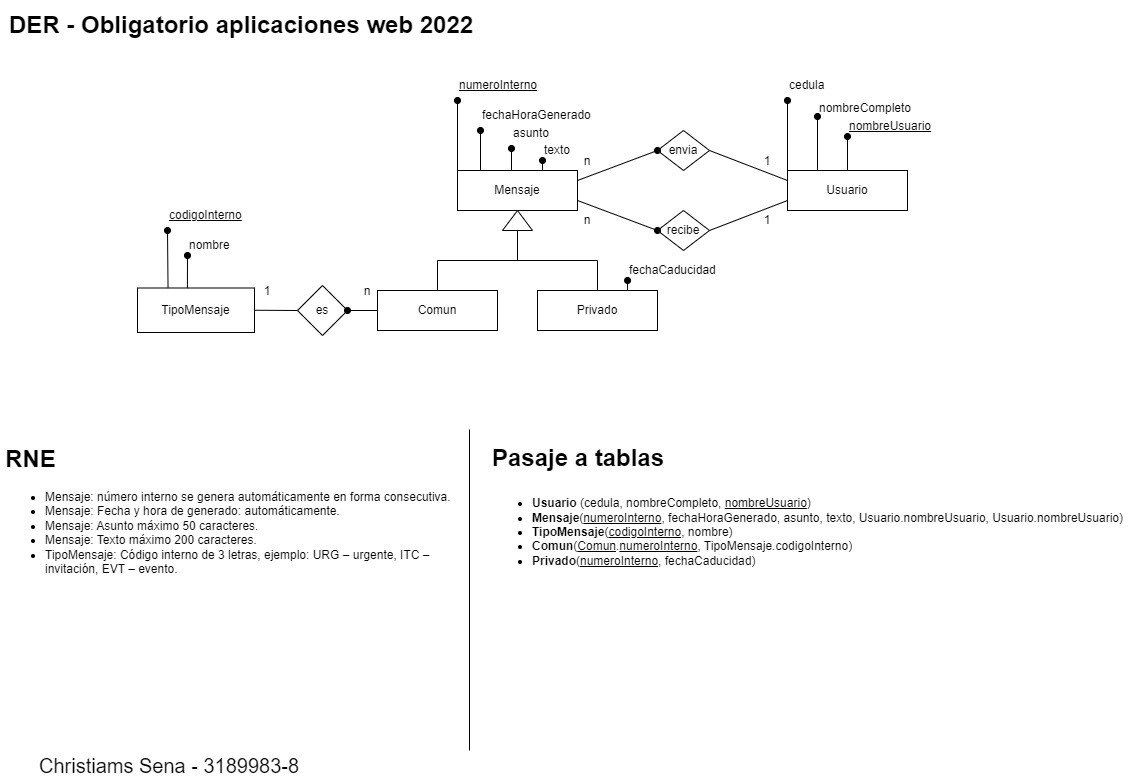 DER - Obligatorio aplicaciones web 2022
numeroInterno
cedula
fechaHoraGenerado
nombreCompleto
asunto
nombreUsuario
texto
envia
n
1
Mensaje
Usuario
codigoInterno
n
1
recibe
nombre
fechaCaducidad
1
n
TipoMensaje
es
Comun
Privado
RNE
Mensaje: número interno se genera automáticamente en forma consecutiva.
Mensaje: Fecha y hora de generado: automáticamente.
Mensaje: Asunto máximo 50 caracteres.
Mensaje: Texto máximo 200 caracteres.
TipoMensaje: Código interno de 3 letras, ejemplo: URG – urgente, ITC –
invitación, EVT – evento.
Pasaje a tablas
Usuario (cedula, nombreCompleto, nombreUsuario)
Mensaje(numeroInterno, fechaHoraGenerado, asunto, texto, Usuario.nombreUsuario, Usuario.nombreUsuario)
TipoMensaje(codigoInterno, nombre)
Comun(Comun.numeroInterno, TipoMensaje.codigoInterno)
Privado(numeroInterno, fechaCaducidad)
Christiams Sena - 3189983-8